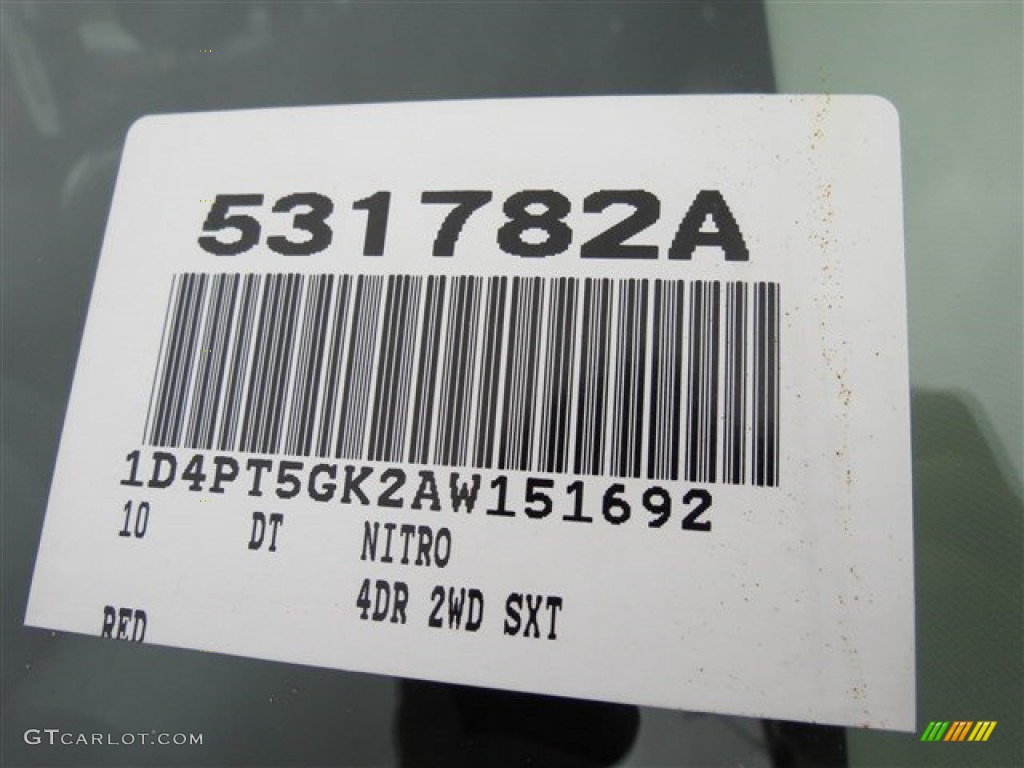 531782A
1D4PT5GK2AW151692
10 DT NITRO
4DR 2WD SXT
RED
GTCARLOT.COM